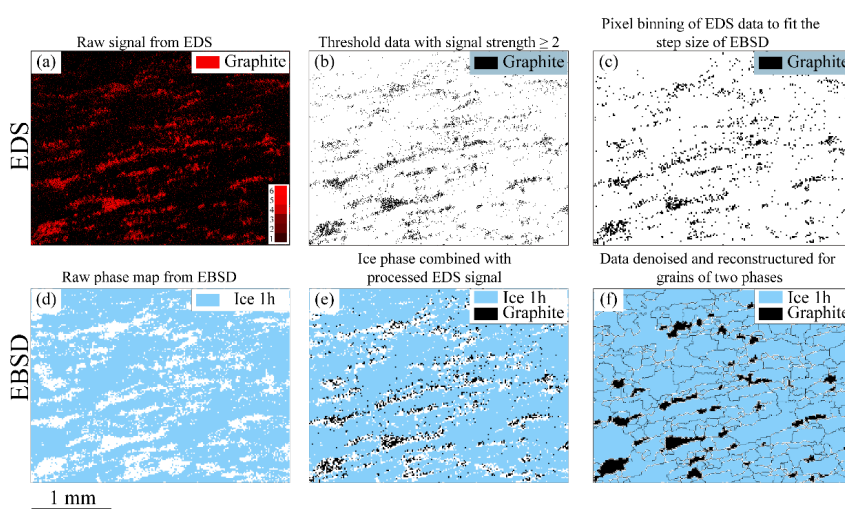 Raw signal from EDS
Threshold data with signal strength ≥ 2
Pixel binning of EDS data to fit the
step size of EBSD
EDS
(a)
Graphite
6
5
4
3
2
1
(b)
Graphite
(c)
Graphite
Raw phase map from EBSD
Ice phase combined with
processed EDS signal
Data denoised and reconstructured for
grains of two phases
EBSD
(d)
Ice 1h
(e)
Ice 1h
Graphite
(f)
Ice 1h
Graphite
1 mm